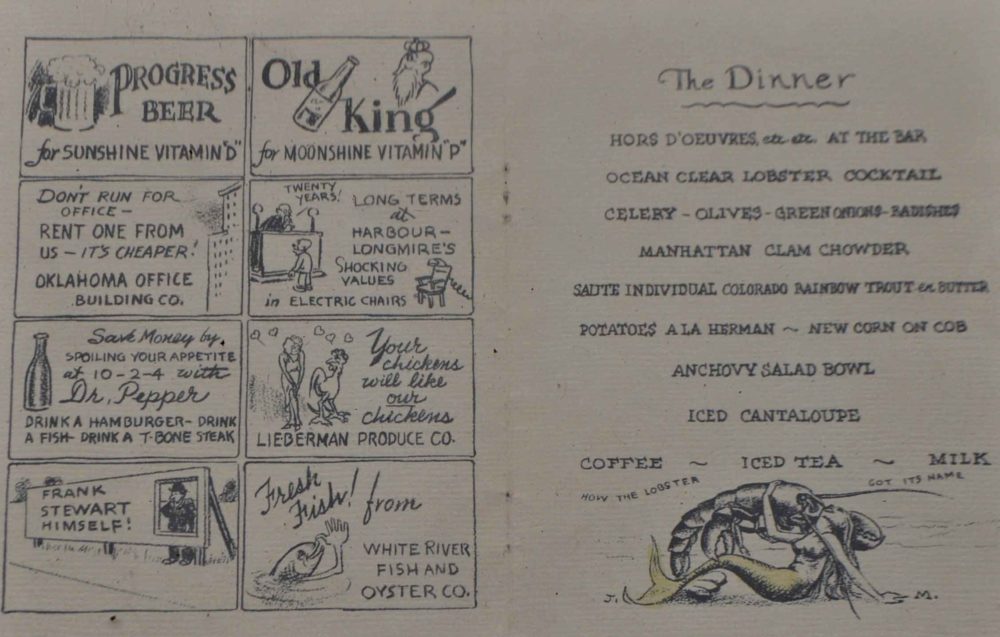 PROGRESS
BEER
for SUNSHINE VITAMIN "D"
Old
King
for MOONSHINE VITAMIN "P"
DON'T RUN FOR
OFFICE —
RENT ONE FROM
US — IT'S CHEAPER!
OKLAHOMA OFFICE
BUILDING CO.
TWENTY
YEARS!
LONG TERMS
at
HARBOUR-
LONGMIRE'S
SHOCKING
VALUES
in ELECTRIC CHAIRS
Save Money by
SPOILING YOUR APPETITE
at 10-2-4 with
Dr. Pepper
DRINK A HAMBURGER- DRINK
A FISH- DRINK A T-BONE STEAK
Your
chickens
will like
our
chickens
LIEBERMAN PRODUCE CO.
FRANK
STEWART
HIMSELF!
Fresh
Fish! from
WHITE RIVER
FISH AND
OYSTER CO.
The Dinner
HORS D'OEUVRES, etc. etc. AT THE BAR
OCEAN CLEAR LOBSTER COCKTAIL
CELERY - OLIVES - GREEN ONIONS - RADISHES
MANHATTAN CLAM CHOWDER
SAUTE INDIVIDUAL COLORADO RAINBOW TROUT en BUTTER
POTATOES A LA HERMAN ~ NEW CORN ON COB
ANCHOVY SALAD BOWL
ICED CANTALOUPE
COFFEE ~ ICED TEA ~ MILK
HOW THE LOBSTER GOT ITS NAME
J. M.